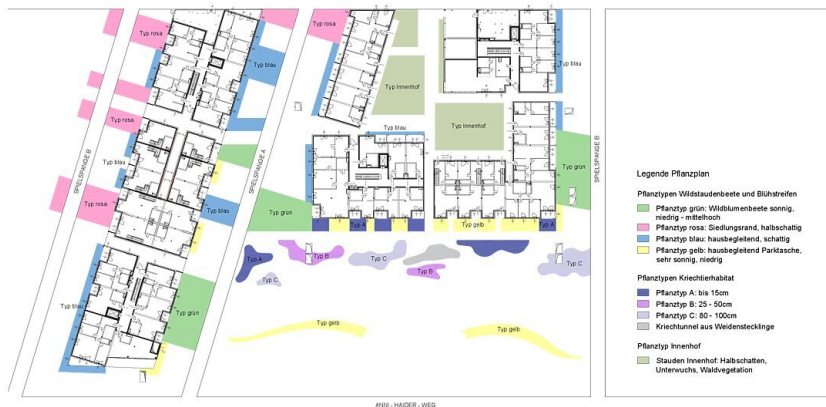 Typ rosa
Typ rosa
Typ blau
Typ blau
Typ Innenhof
Typ rosa
SPIELSPANGE B
Typ blau
SPIELSPANGE A
Typ blau
Typ Innenhof
Typ grün
SPIELSPANGE B
Typ rosa
Typ blau
Typ grün
Typ A
Typ gelb
Typ A
Typ A
Typ B
Typ C
Typ C
Typ B
Typ C
Typ blau
Typ grün
Typ gelb
Typ gelb
ANNI - HAIDER - WEG
Legende Pflanzplan
Pflanztypen Wildstaudenbeete und Blühstreifen
Pflanztyp grün: Wildblumenbeete sonnig,
niedrig - mittelhoch
Pflanztyp rosa: Siedlungsrand, halbschattig
Pflanztyp blau: hausbegleitend, schattig
Pflanztyp gelb: hausbegleitend Parktasche,
sehr sonnig, niedrig
Pflanztypen Kriechtierhabitat
Pflanztyp A: bis 15cm
Pflanztyp B: 25 - 50cm
Pflanztyp C: 80 - 100cm
Kriechtunnel aus Weidenstecklinge
Pflanztyp Innenhof
Stauden Innenhof: Halbschatten,
Unterwuchs, Waldvegetation